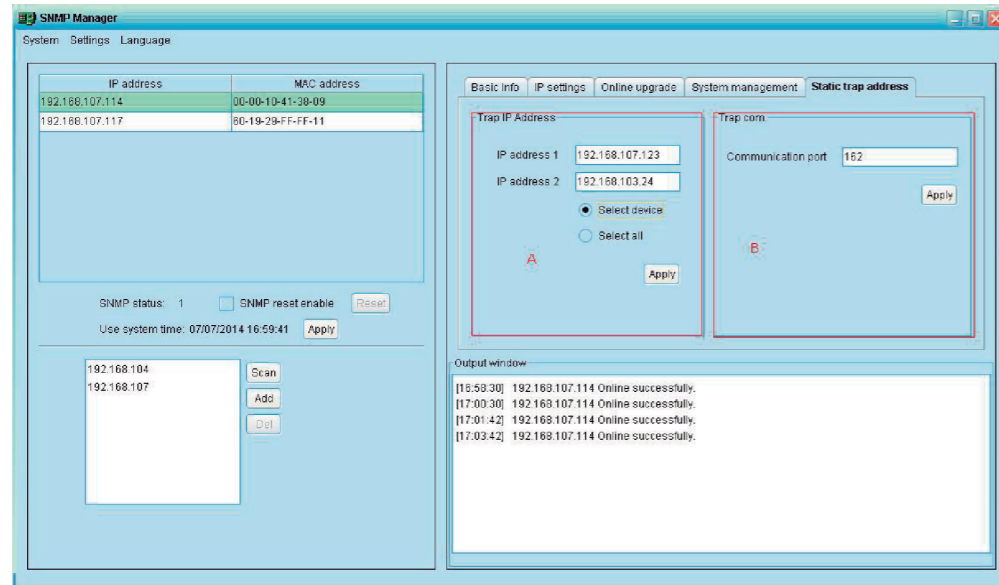 SNMP Manager
System Settings Language
IP address MAC address
192.168.107.114 00-00-10-41-38-09
192.168.107.117 60-19-29-FF-FF-11
SNMP status: 1 SNMP reset enable Reset
Use system time: 07/07/2014 16:59:41 Apply
192.168.104
192.168.107
Scan
Add
Del
Basic Info IP settings Online upgrade System management Static trap address
Trap IP Address
IP address 1 192.168.107.123
IP address 2 192.168.103.24
Select device
Select all
A
Apply
Trap com
Communication port 162
Apply
B
Output window
[16:58:30] 192.168.107.114 Online successfully.
[17:00:30] 192.168.107.114 Online successfully.
[17:01:42] 192.168.107.114 Online successfully.
[17:03:42] 192.168.107.114 Online successfully.